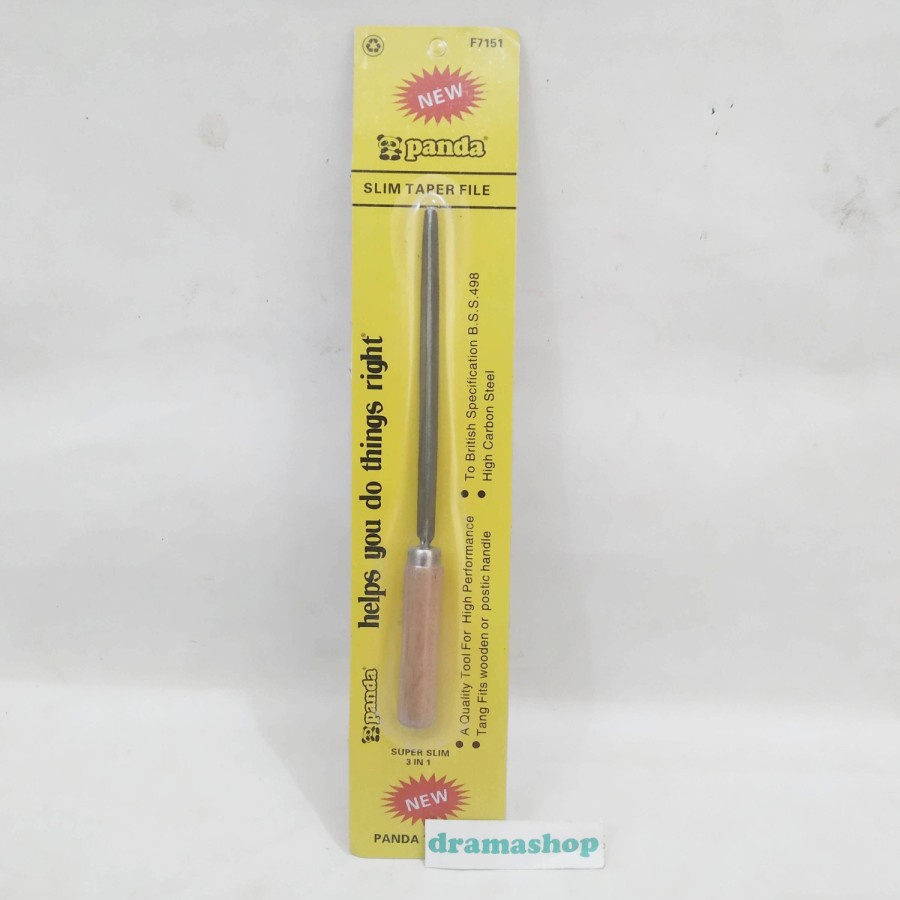 F7151
NEW
panda
SLIM TAPER FILE
helps you do things right
panda
To British Specification B.S.S.498
High Carbon Steel
A Quality Tool For High Performance
Tang Fits wooden or postic handle
SUPER SLIM
3 IN 1
NEW
PANDA
dramashop